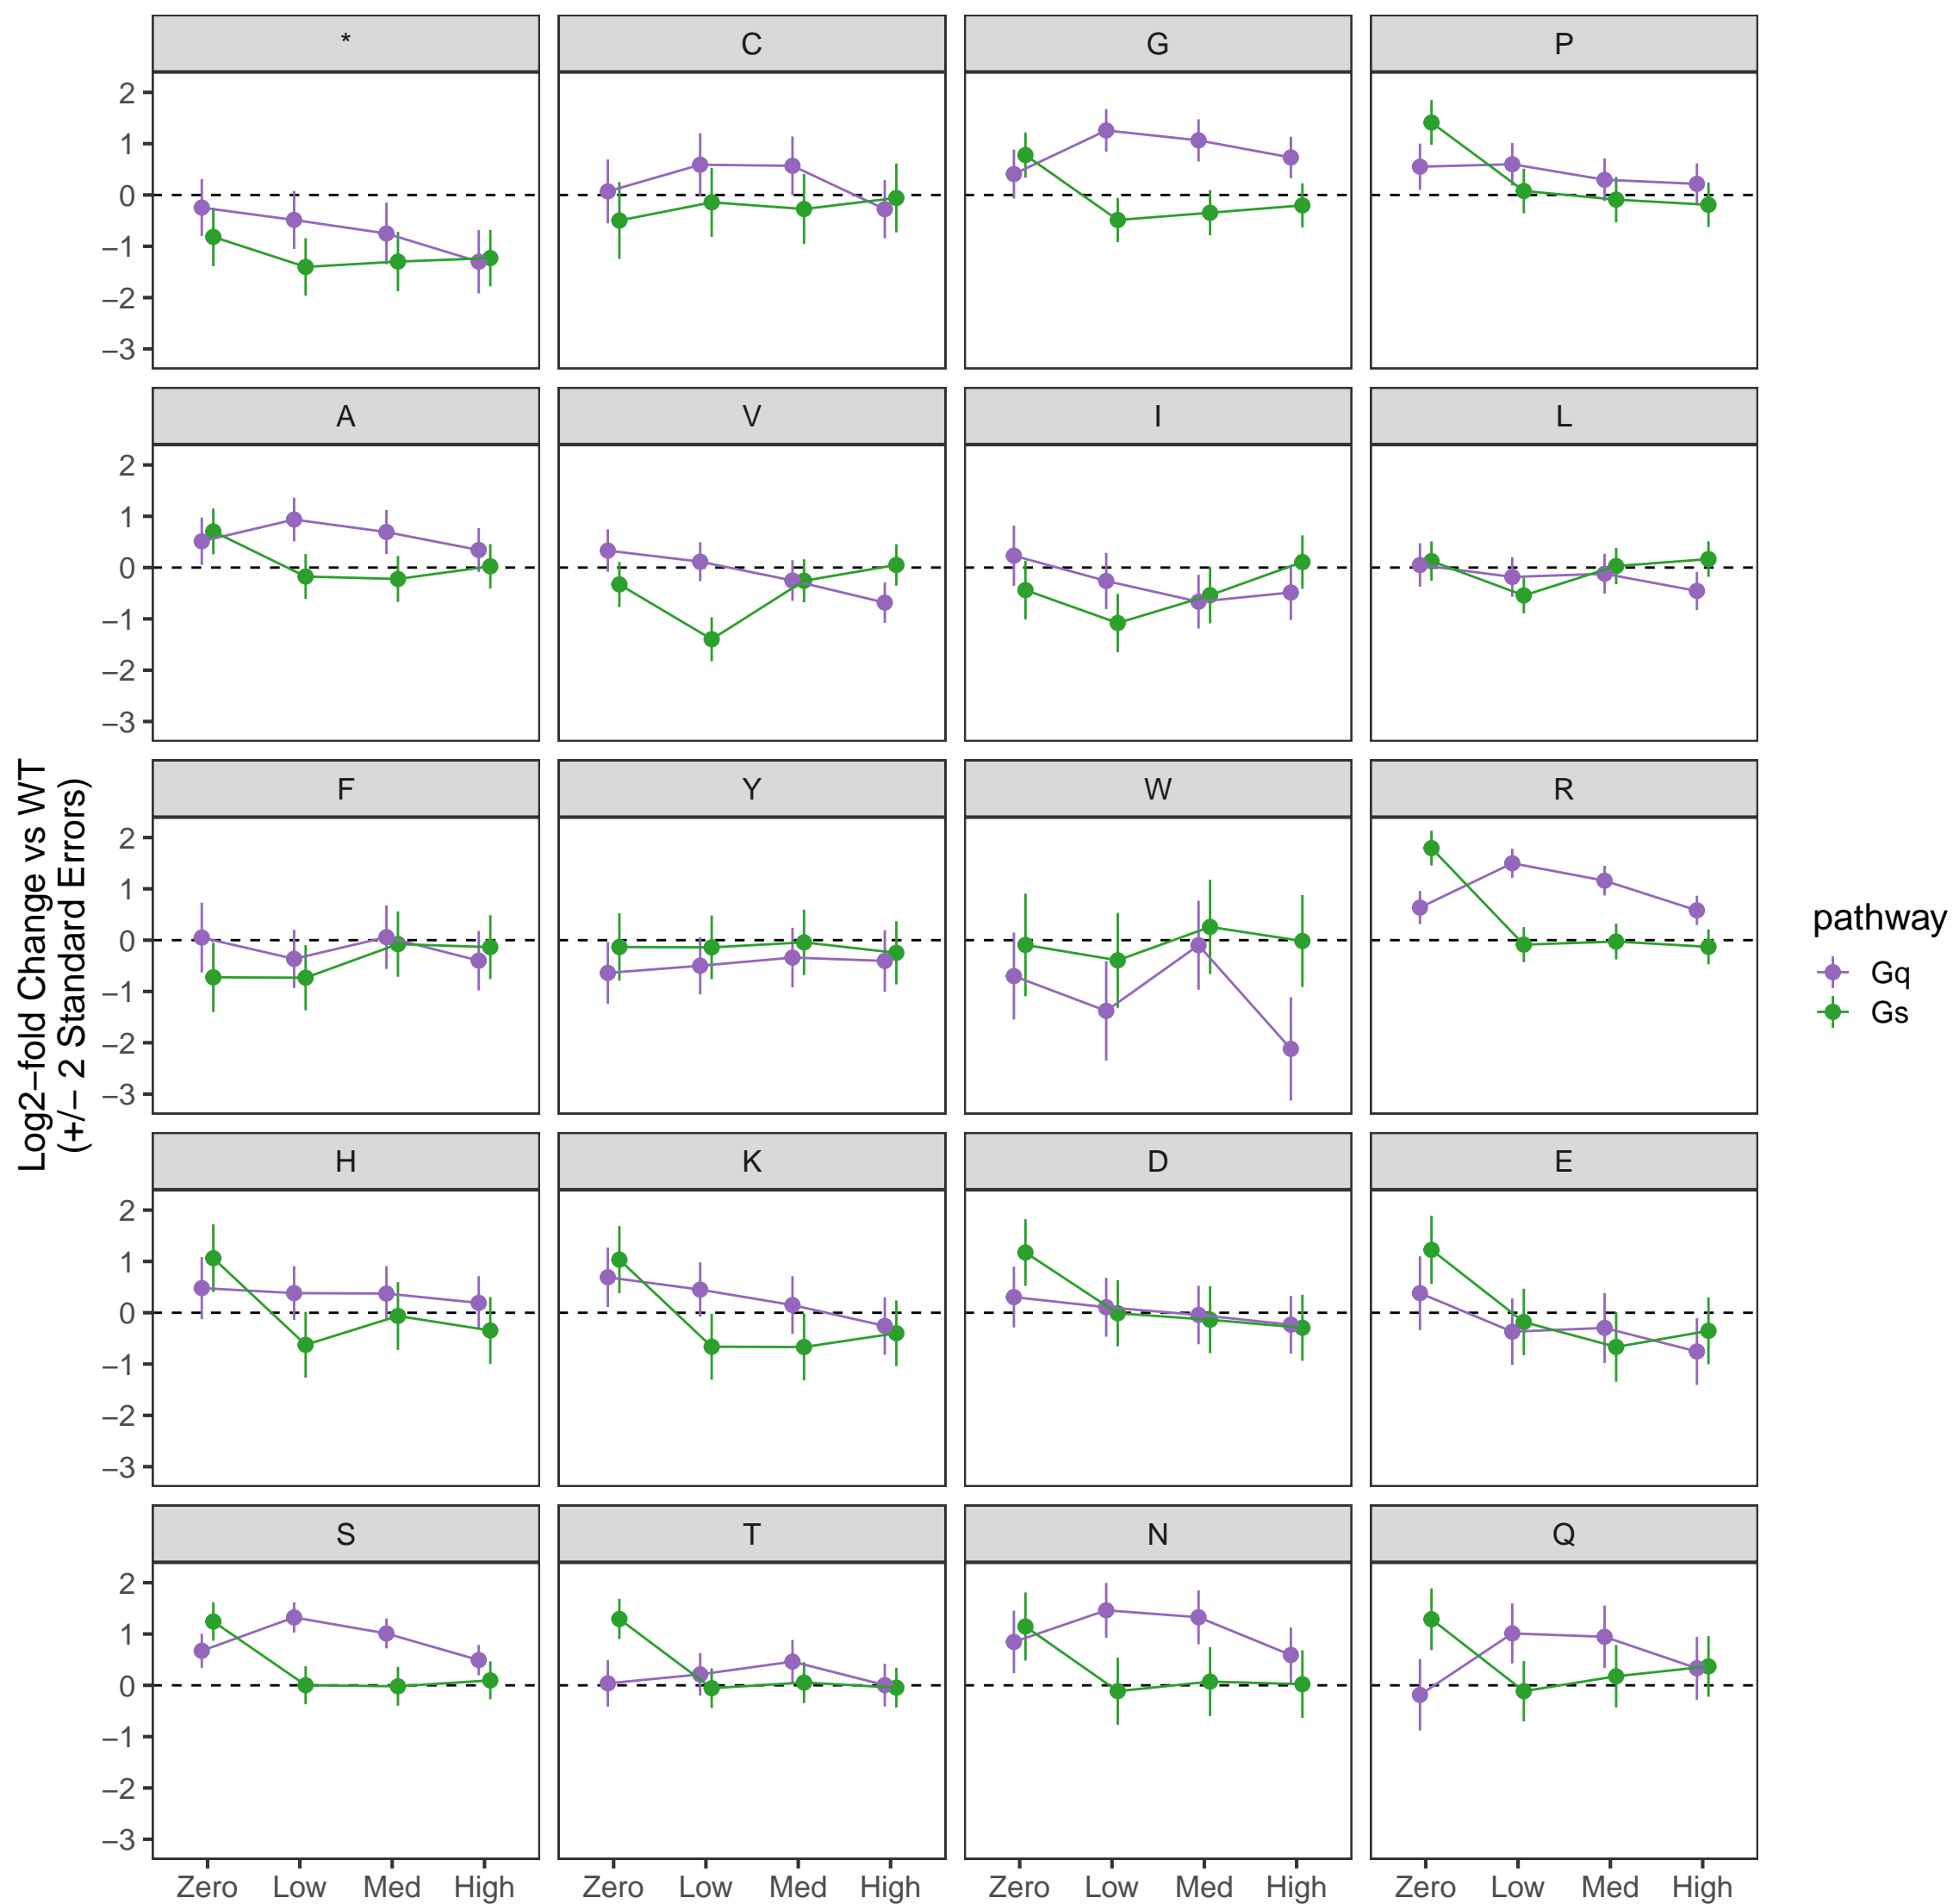 * C G P
2
1
0
−1
−2
−3
A V I L
2
1
0
−1
−2
−3
F Y W R
2
1
0
−1
−2
−3
H K D E
2
1
0
−1
−2
−3
S T N Q
2
1
0
−1
−2
−3
Zero Low Med High Zero Low Med High Zero Low Med High Zero Low Med High
Log2−fold Change vs WT
(+/− 2 Standard Errors)
pathway
Gq
Gs